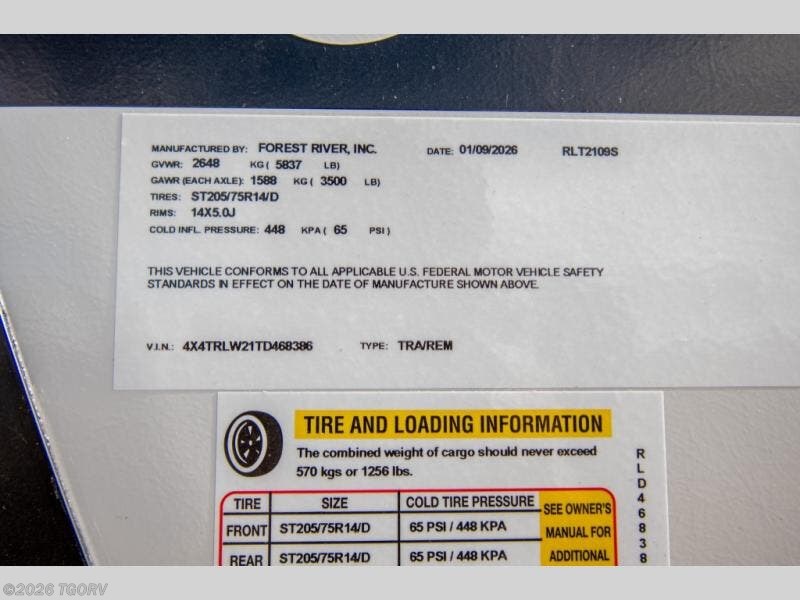 MANUFACTURED BY: FOREST RIVER, INC. DATE: 01/09/2026 RLT2109S
GVWR: 2648 KG ( 5837 LB)
GAWR (EACH AXLE): 1588 KG ( 3500 LB)
TIRES: ST205/75R14/D
RIMS: 14X5.0J
COLD INFL. PRESSURE: 448 KPA ( 65 PSI )
THIS VEHICLE CONFORMS TO ALL APPLICABLE U.S. FEDERAL MOTOR VEHICLE SAFETY
STANDARDS IN EFFECT ON THE DATE OF MANUFACTURE SHOWN ABOVE.
V.I.N.: 4X4TRLW21TD468386 TYPE: TRA/REM
TIRE AND LOADING INFORMATION
The combined weight of cargo should never exceed
570 kgs or 1256 lbs.
TIRE SIZE COLD TIRE PRESSURE
FRONT ST205/75R14/D 65 PSI / 448 KPA
REAR ST205/75R14/D 65 PSI / 448 KPA
SEE OWNER'S
MANUAL FOR
ADDITIONAL
RLD46838
©2026 TGORV